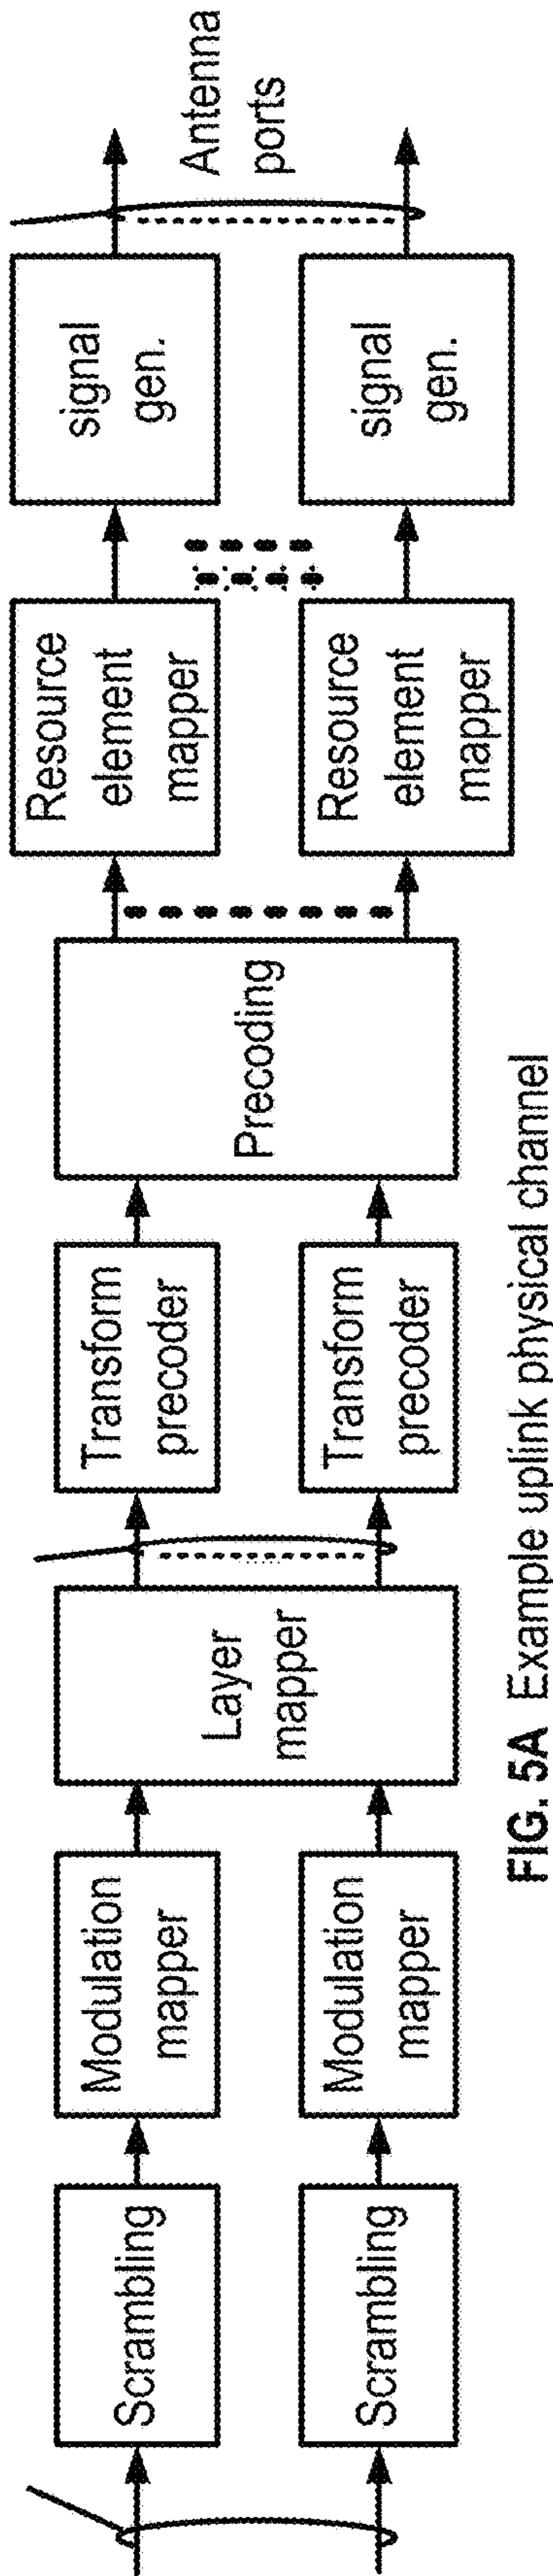 Scrambling
Modulation
mapper
Layer
mapper
Transform
precoder
Precoding
Resource
element
mapper
signal
gen.
Antenna
ports
Scrambling
Modulation
mapper
Transform
precoder
Resource
element
mapper
signal
gen.
FIG. 5A Example uplink physical channel